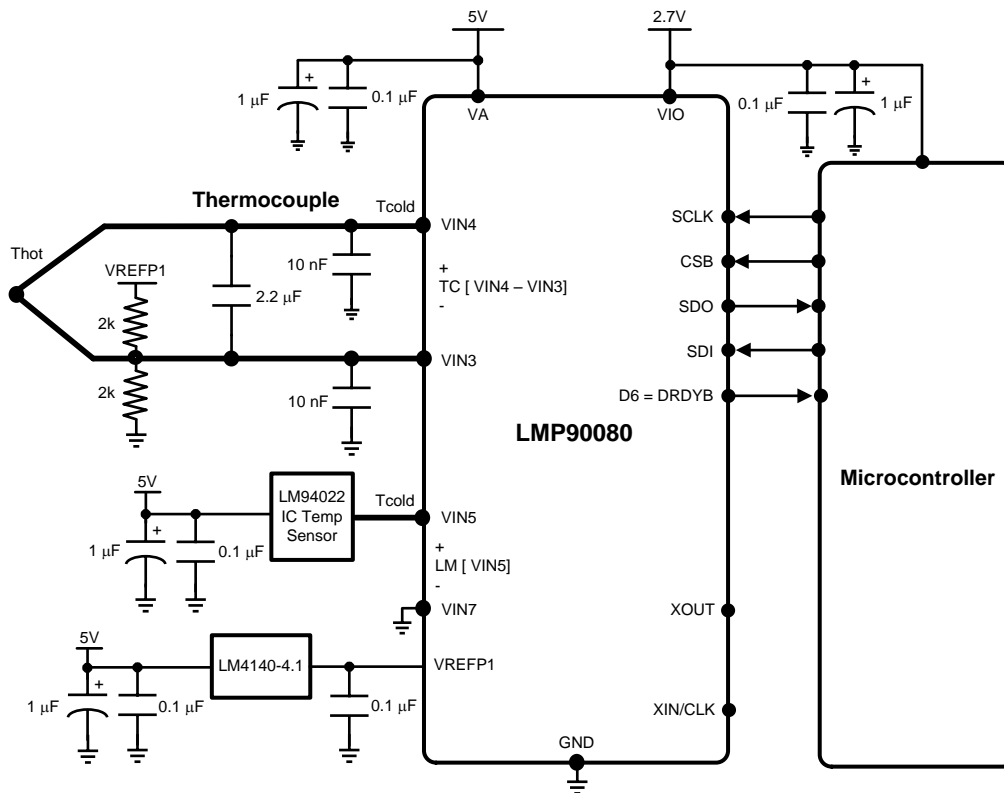 5V
2.7V
1 μF
+
0.1 μF
VA
VIO
0.1 μF
+
1 μF
Thermocouple
Tcold
VIN4
SCLK
Thot
VREFP1
10 nF
+
TC [ VIN4 – VIN3]
-
CSB
2.2 μF
SDO
2k
VIN3
SDI
2k
10 nF
D6 = DRDYB
LMP90080
Microcontroller
5V
LM94022
IC Temp
Sensor
Tcold
VIN5
+
1 μF
0.1 μF
+
LM [ VIN5]
-
VIN7
XOUT
5V
LM4140-4.1
VREFP1
+
1 μF
0.1 μF
0.1 μF
XIN/CLK
GND